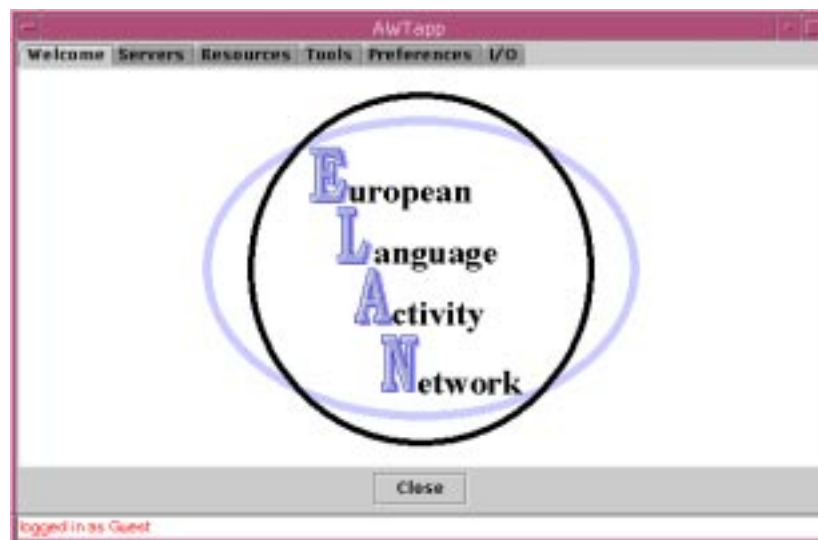 AWTapp
Welcome Servers Resources Tools Preferences I/O
European
Language
Activity
Network
Close
logged in as Guest